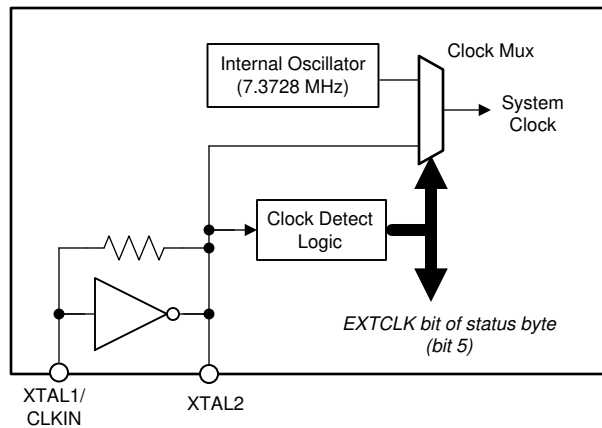 Internal Oscillator
(7.3728 MHz)
Clock Mux
System
Clock
Clock Detect
Logic
EXTCLK bit of status byte
(bit 5)
XTAL1/
CLKIN
XTAL2